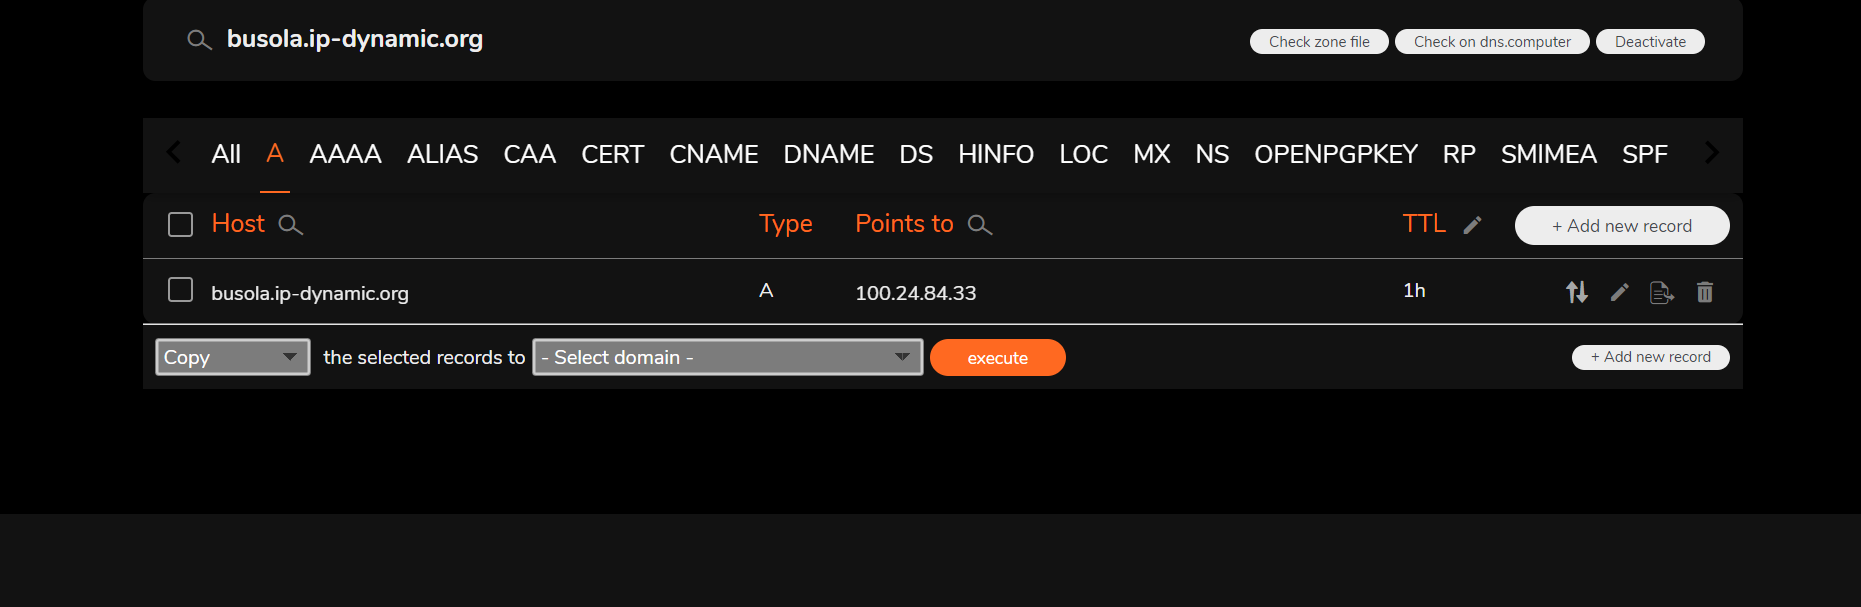 busola.ip-dynamic.org
Check zone file Check on dns.computer Deactivate
All A AAAA ALIAS CAA CERT CNAME DNAME DS HINFO LOC MX NS OPENPGPKEY RP SMIMEA SPF
Host Type Points to TTL + Add new record
busola.ip-dynamic.org A 100.24.84.33 1h
Copy the selected records to - Select domain - execute + Add new record